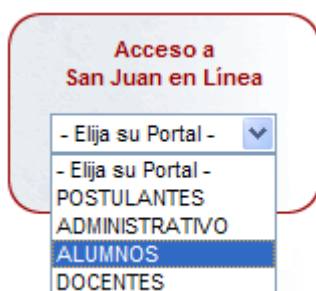 Acceso a
San Juan en Línea
- Elija su Portal -
- Elija su Portal -
POSTULANTES
ADMINISTRATIVO
ALUMNOS
DOCENTES